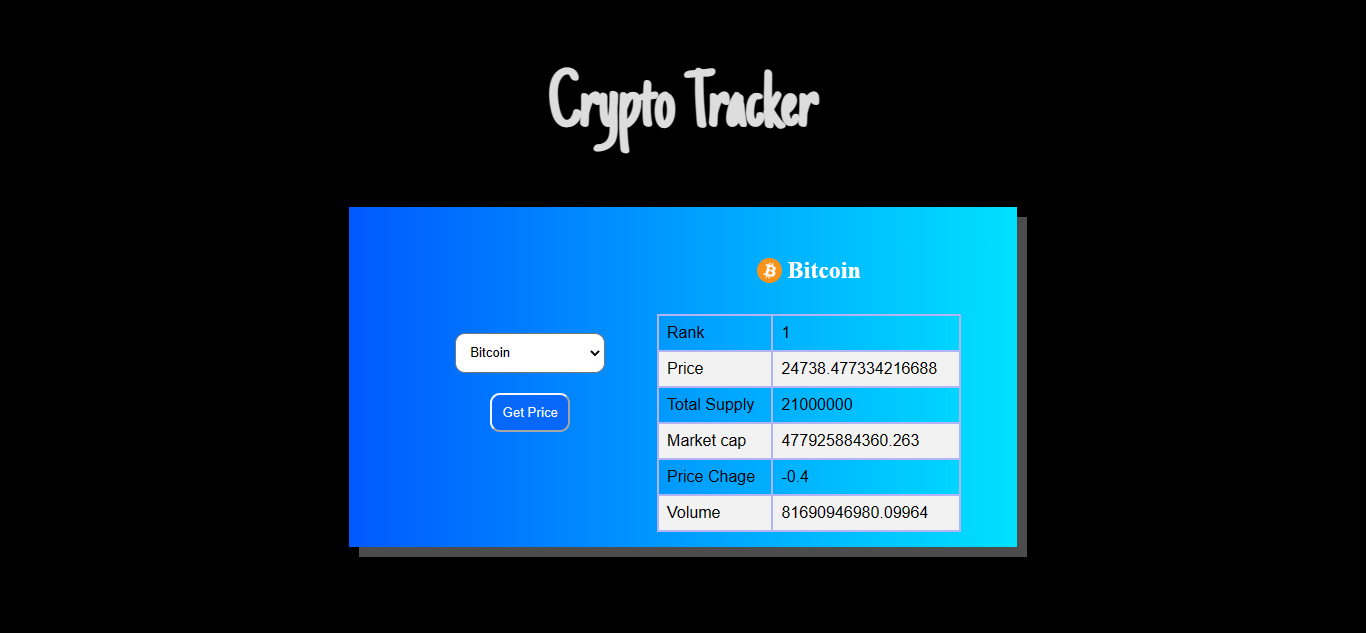 Crypto Tracker
Bitcoin
Bitcoin
Get Price
Rank 1
Price 24738.477334216688
Total Supply 21000000
Market cap 477925884360.263
Price Chage -0.4
Volume 81690946980.09964